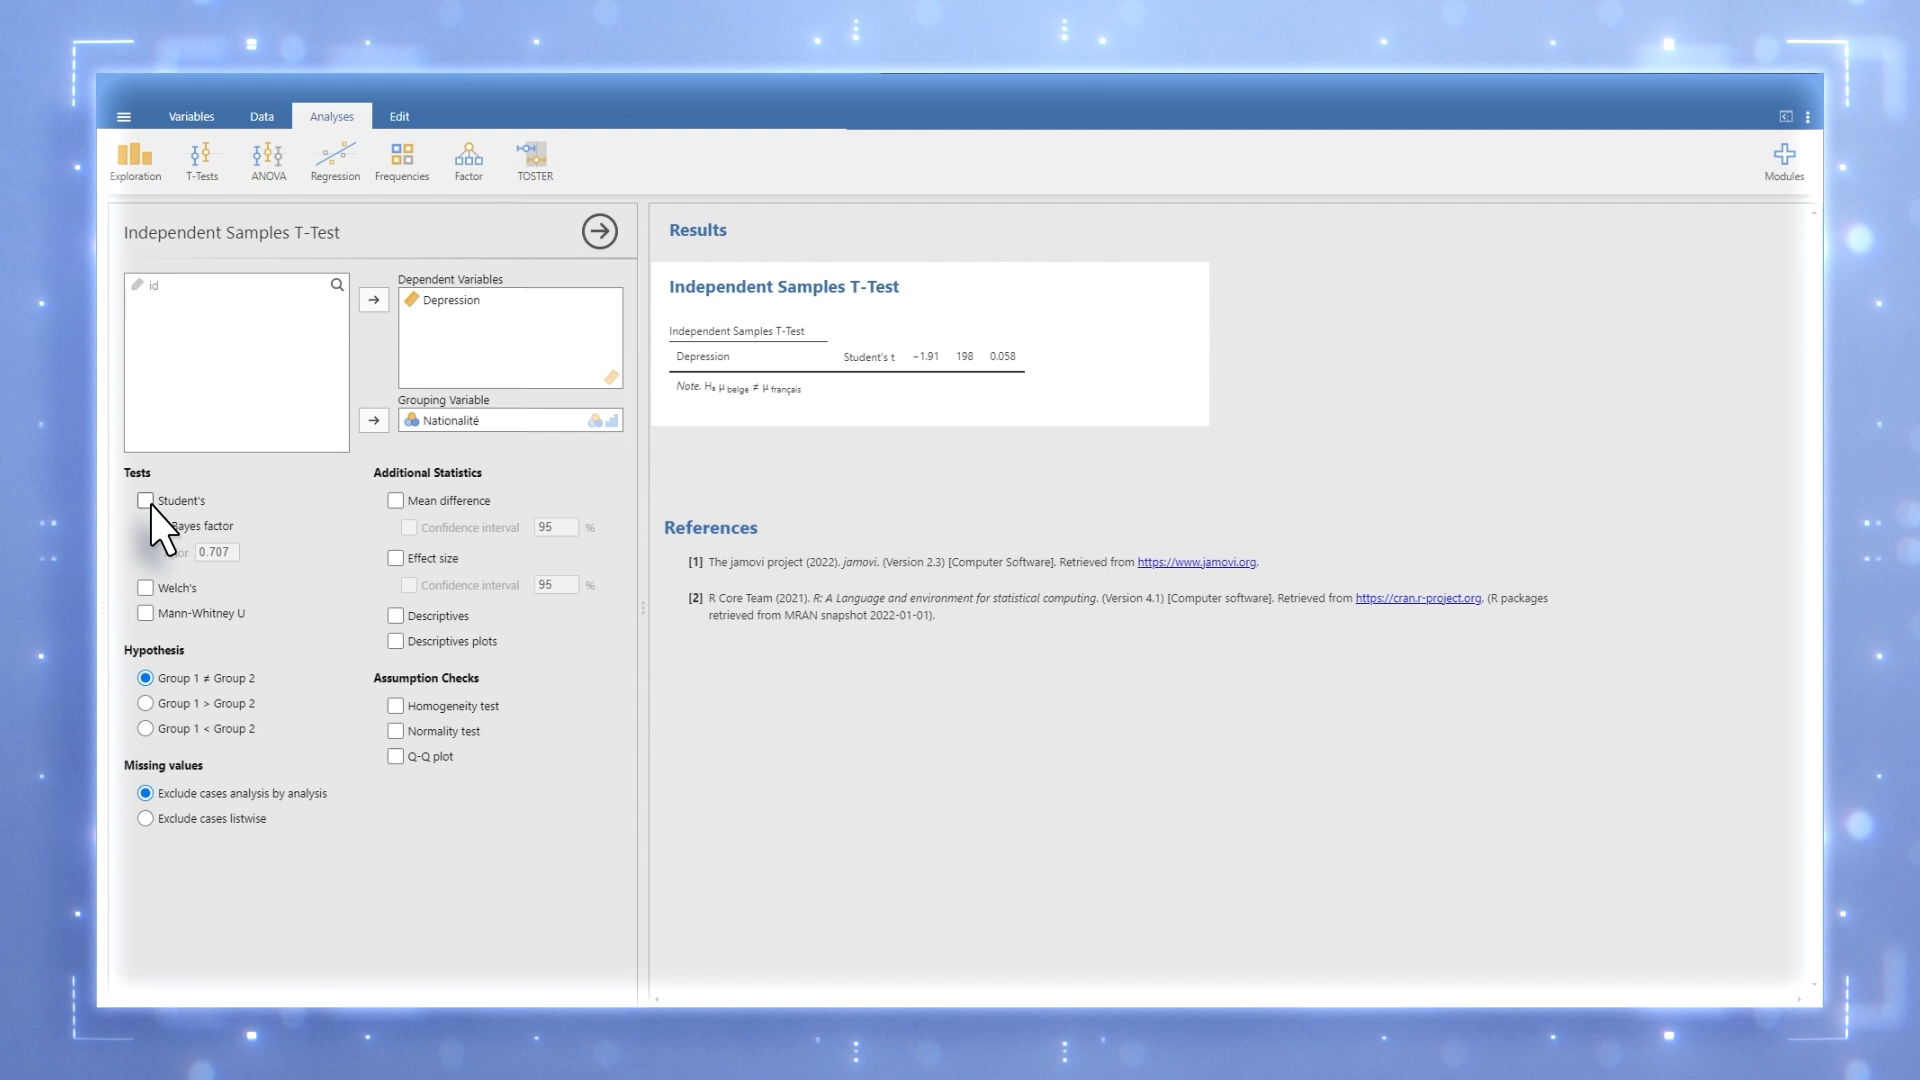 Variables Data Analyses Edit
Exploration T-Tests ANOVA Regression Frequencies Factor TOSTER Modules
Independent Samples T-Test
id
Dependent Variables
Depression
Grouping Variable
Nationalité
Tests
Student's
Bayes factor
0.707
Welch's
Mann-Whitney U
Hypothesis
Group 1 ≠ Group 2
Group 1 > Group 2
Group 1 < Group 2
Missing values
Exclude cases analysis by analysis
Exclude cases listwise
Additional Statistics
Mean difference
Confidence interval 95 %
Effect size
Confidence interval 95 %
Descriptives
Descriptives plots
Assumption Checks
Homogeneity test
Normality test
Q-Q plot
Results
Independent Samples T-Test
Independent Samples T-Test
Depression Student's t −1.91 198 0.058
Note. Hₐ μ belge ≠ μ français
References
[1] The jamovi project (2022). jamovi. (Version 2.3) [Computer Software]. Retrieved from https://www.jamovi.org.
[2] R Core Team (2021). R: A Language and environment for statistical computing. (Version 4.1) [Computer software]. Retrieved from https://cran.r-project.org. (R packages
retrieved from MRAN snapshot 2022-01-01).